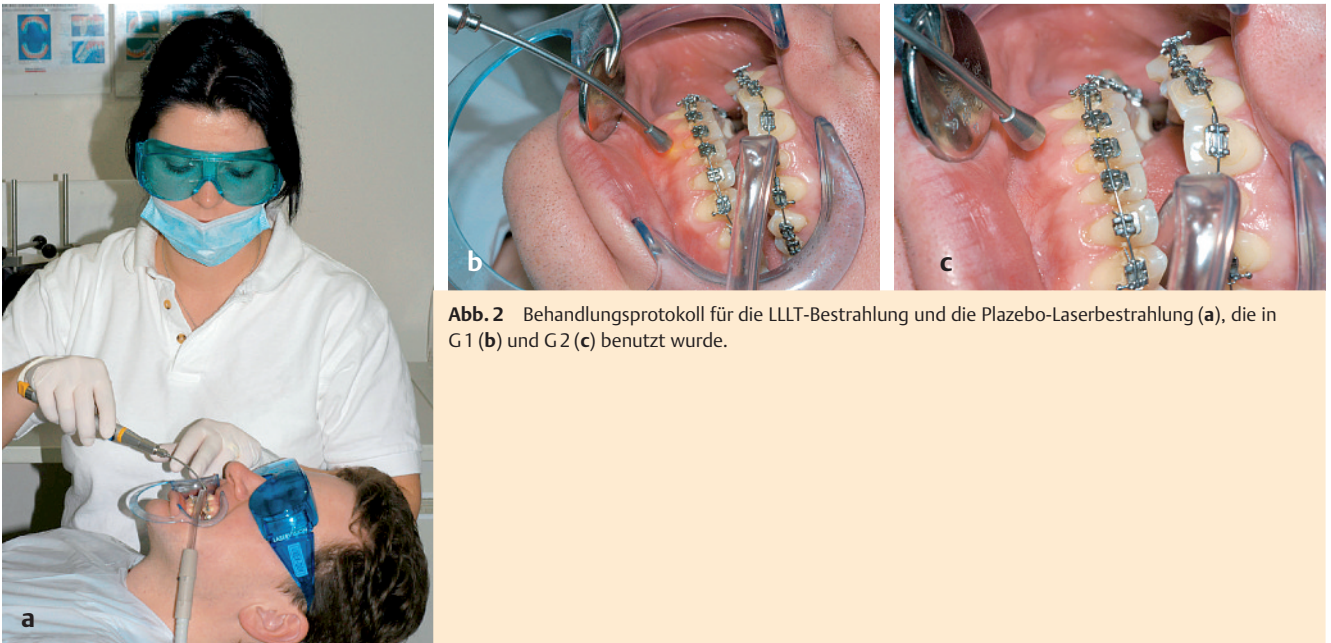 a
b
c
Abb. 2 Behandlungsprotokoll für die LLLT-Bestrahlung und die Plazebo-Laserbestrahlung (a), die in
G 1 (b) und G 2 (c) benutzt wurde.